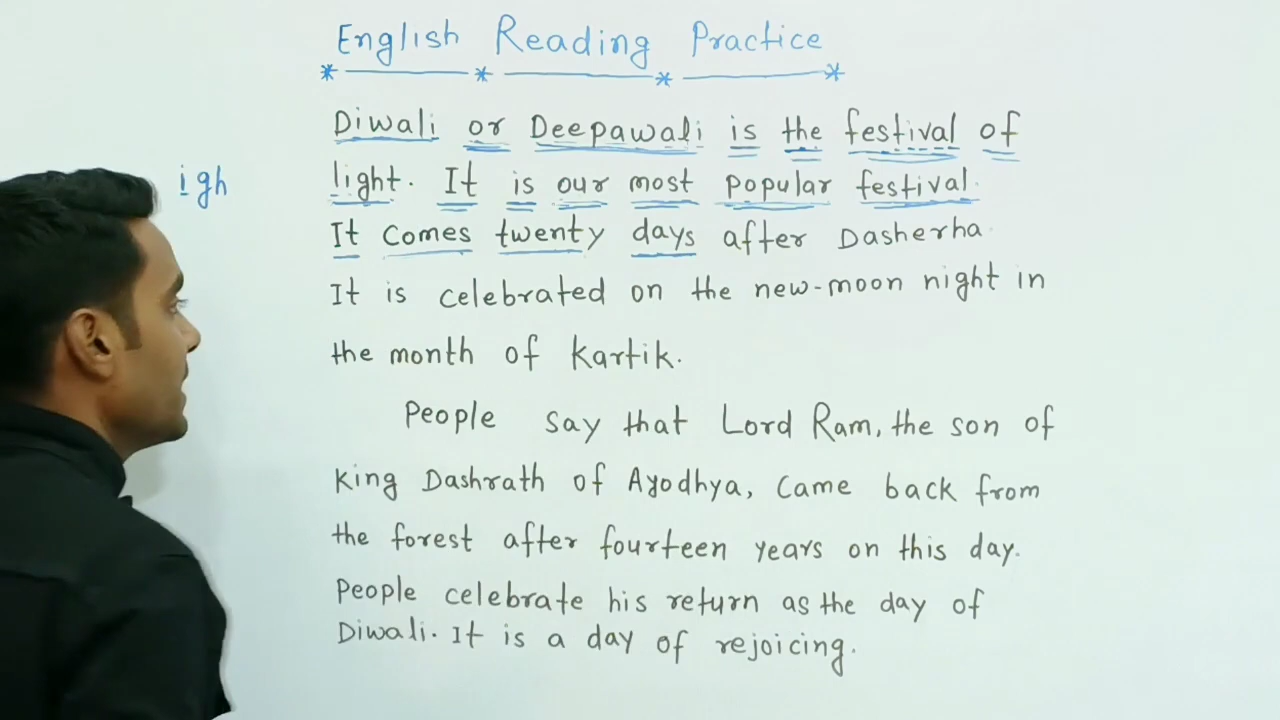 English Reading Practice
Diwali or Deepawali is the festival of
igh
light. It is our most popular festival.
It comes twenty days after Dasherha.
It is celebrated on the new-moon night in
the month of Kartik.
People say that Lord Ram, the son of
king Dashrath of Ayodhya, came back from
the forest after fourteen years on this day.
People celebrate his return as the day of
Diwali. It is a day of rejoicing.